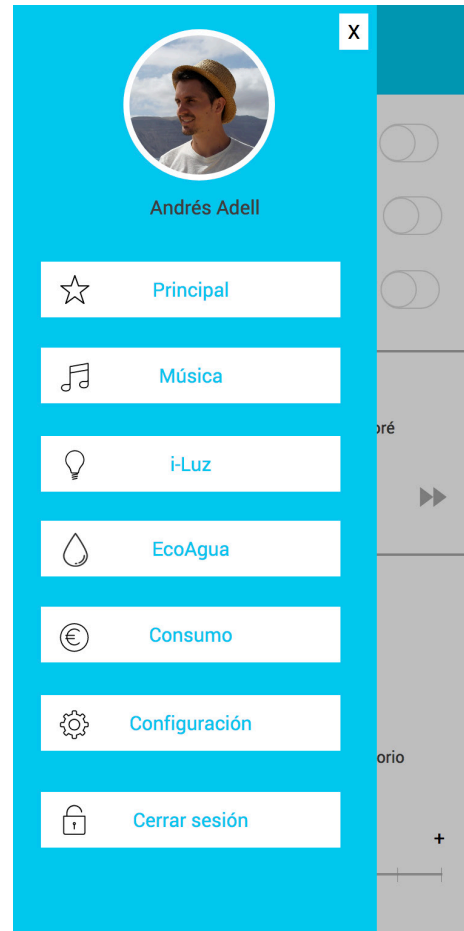 X
Andrés Adell
Principal
Música
i-Luz
EcoAgua
Consumo
Configuración
Cerrar sesión
+